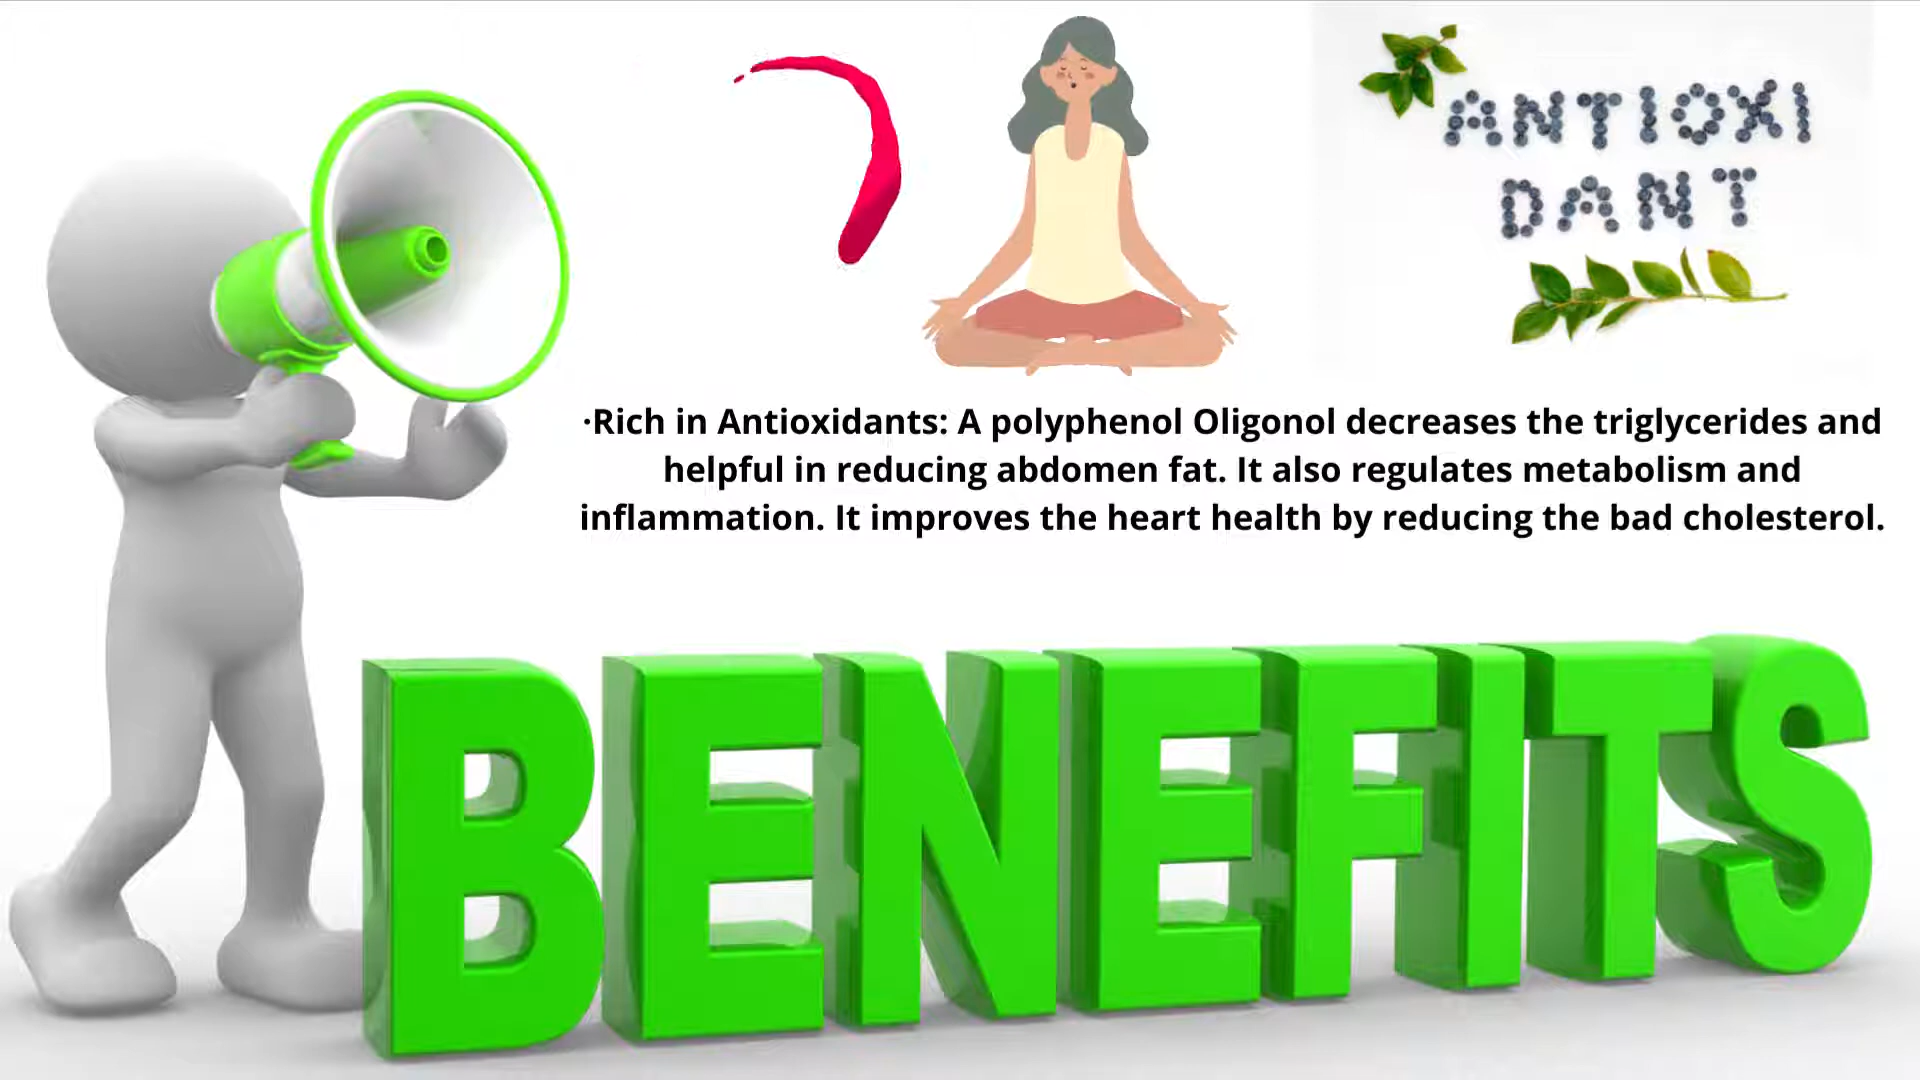 ANTIOXI
DANT
·Rich in Antioxidants: A polyphenol Oligonol decreases the triglycerides and
helpful in reducing abdomen fat. It also regulates metabolism and
inflammation. It improves the heart health by reducing the bad cholesterol.
BENEFITS